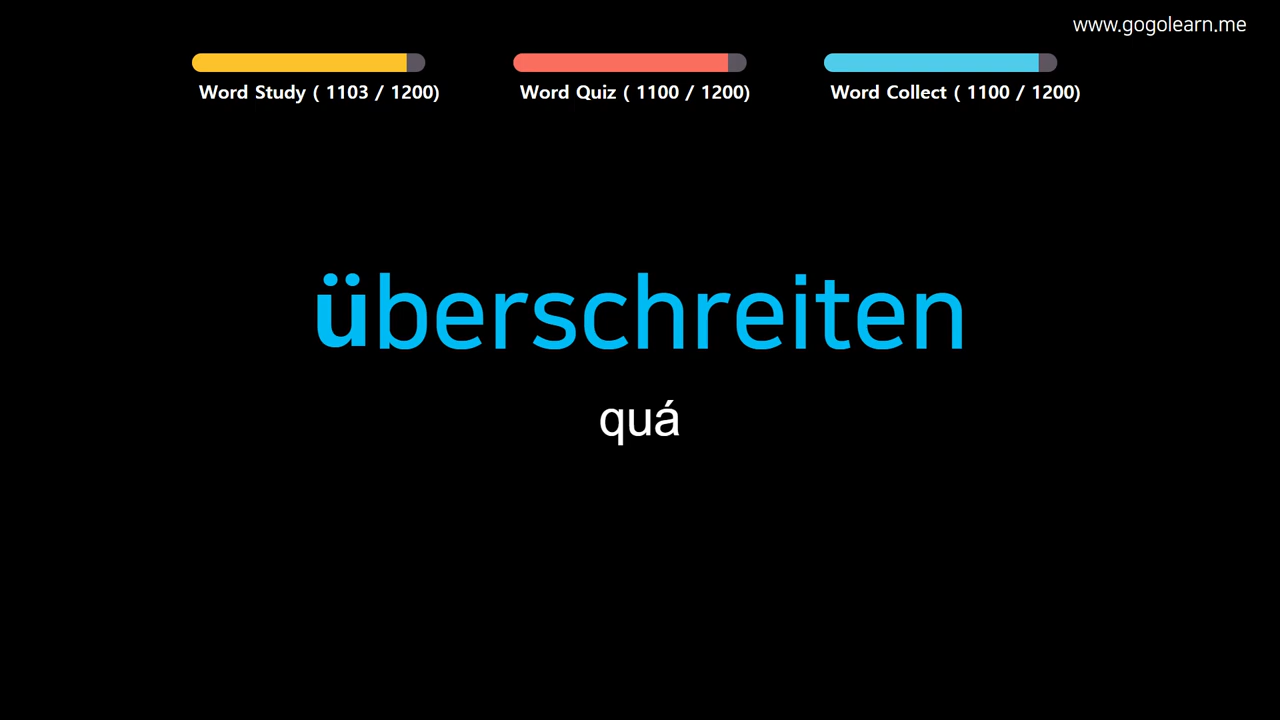 www.gogolearn.me
Word Study ( 1103 / 1200)
Word Quiz ( 1100 / 1200)
Word Collect ( 1100 / 1200)
überschreiten
quá